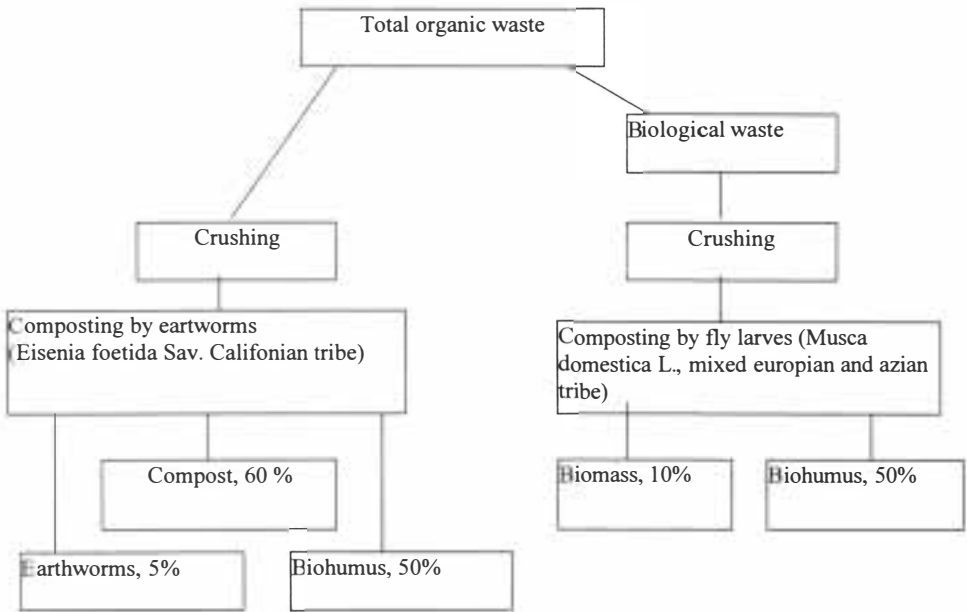 Total organic waste
Biological waste
Crushing
Crushing
Composting by eartworms
(Eisenia foetida Sav. Califonian tribe)
Composting by fly larves (Musca
domestica L., mixed europian and azian
tribe)
Compost, 60 %
Biomass, 10%
Biohumus, 50%
Earthworms, 5%
Biohumus, 50%